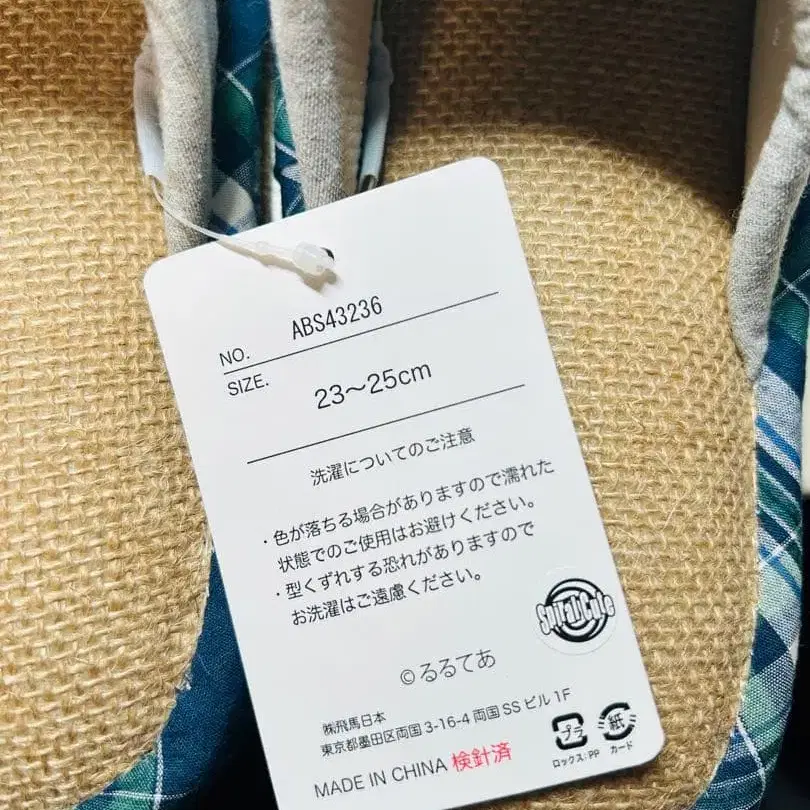 NO. ABS43236
SIZE. 23～25cm
洗濯についてのご注意
・色が落ちる場合がありますので濡れた
状態でのご使用はお避けください。
・型くずれする恐れがありますので
お洗濯はご遠慮ください。
©るるてあ
㈱飛馬日本
東京都墨田区両国 3-16-4 両国 SS ビル 1F
MADE IN CHINA 検針済
プラ
ロックス:PP
紙
カード